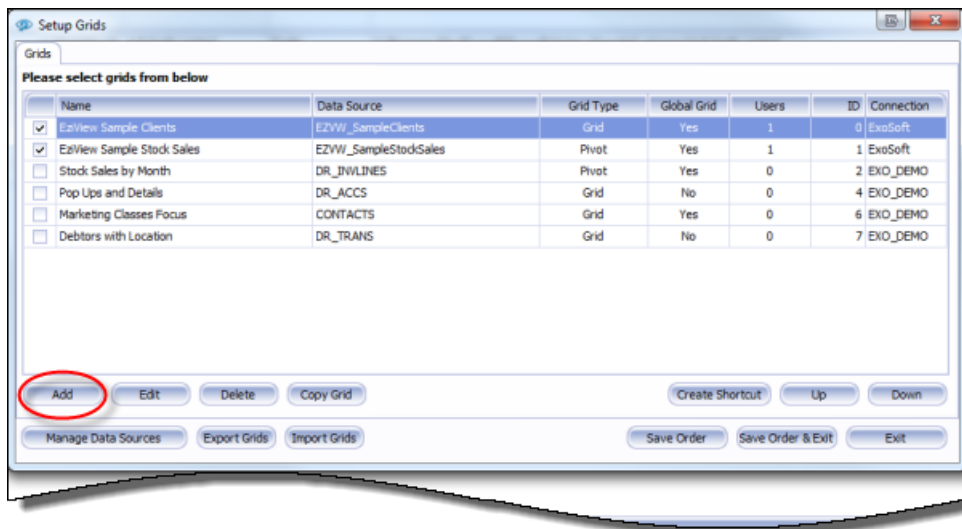 Setup Grids
Grids
Please select grids from below
Name Data Source Grid Type Global Grid Users ID Connection
EziView Sample Clients EZVW_SampleClients Grid Yes 1 0 ExoSoft
EziView Sample Stock Sales EZVW_SampleStockSales Pivot Yes 1 1 ExoSoft
Stock Sales by Month DR_INVLINES Pivot Yes 0 2 EXO_DEMO
Pop Ups and Details DR_ACCS Grid No 0 4 EXO_DEMO
Marketing Classes Focus CONTACTS Grid Yes 0 6 EXO_DEMO
Debtors with Location DR_TRANS Grid No 0 7 EXO_DEMO
Add Edit Delete Copy Grid Create Shortcut Up Down
Manage Data Sources Export Grids Import Grids Save Order Save Order & Exit Exit